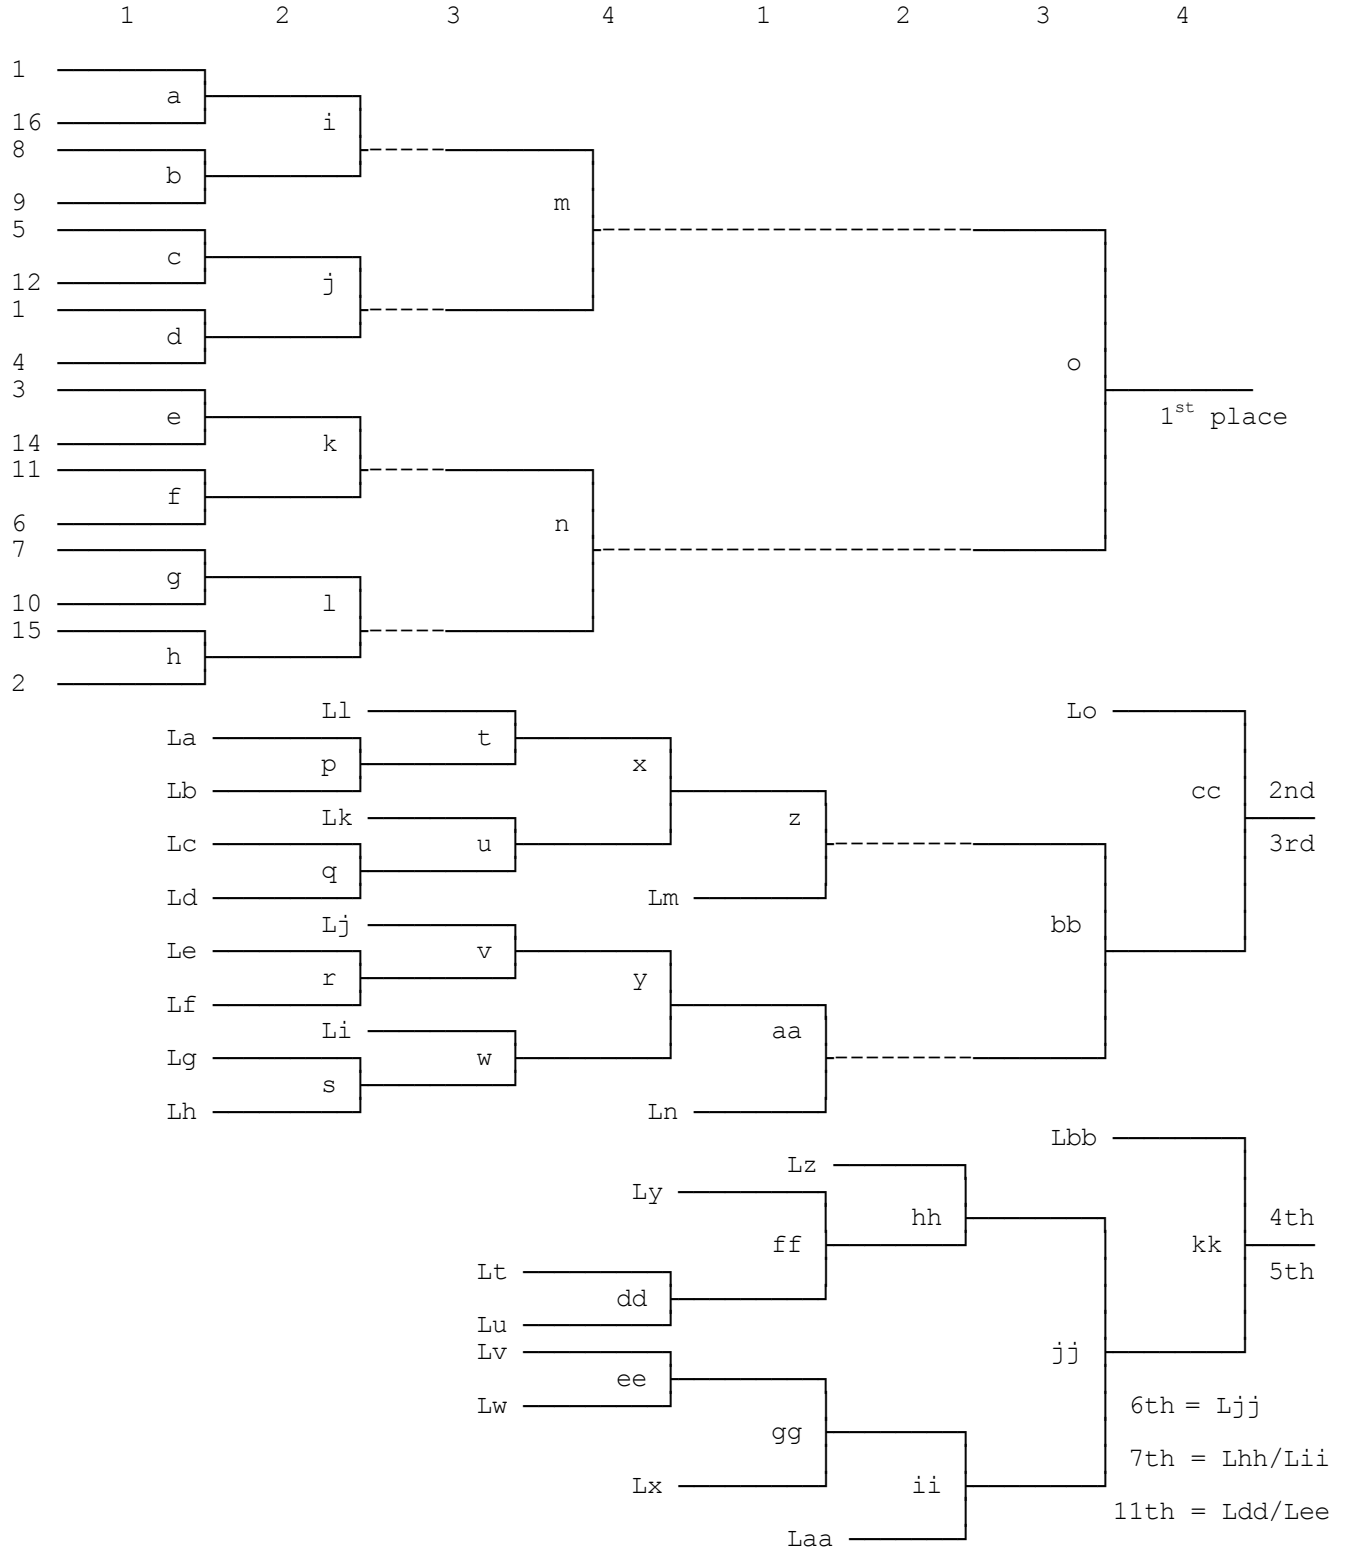 1 2 3 4 1 2 3 4
1
a
16 i
8
b
9 m
5
c
12 j
1
d
4 o
3
e 1st place
14 k
11
f
6 n
7
g
10 l
15
h
2
Ll Lo
La t
p x
Lb cc 2nd
Lk z
Lc u 3rd
q
Ld Lm
Lj bb
Le v
r y
Lf
Li aa
Lg w
s
Lh Ln
Lbb
Lz
Ly
hh 4th
ff kk
Lt 5th
dd
Lu
Lv jj
ee
Lw 6th = Ljj
gg
7th = Lhh/Lii
Lx ii
11th = Ldd/Lee
Laa